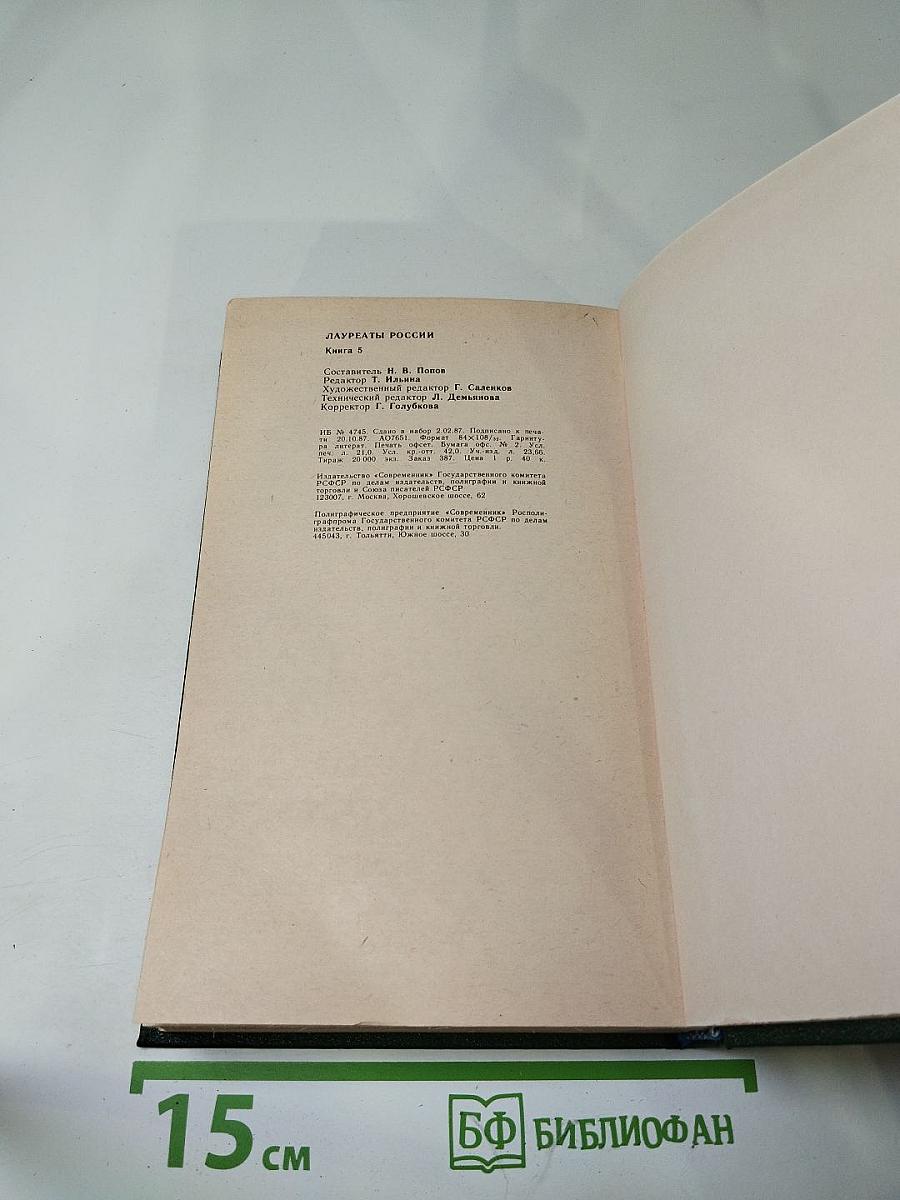 ЛАУРЕАТЫ РОССИИ
Книга 5
Составитель Н. В. Попов
Редактор Т. Ильина
Художественный редактор Г. Саленков
Технический редактор Л. Демьянова
Корректор Г. Голубкова
ИБ № 4745. Сдано в набор 2.02.87. Подписано к печа-
ти 20.10.87. АО7651. Формат 84×108/32. Гарниту-
ра литерат. Печать офсет. Бумага офс. № 2. Усл.
печ. л. 21,0. Усл. кр.-отт. 42,0. Уч.-изд. л. 23,66.
Тираж 20 000 экз. Заказ 387. Цена 1 р. 40 к.
Издательство «Современник» Государственного комитета
РСФСР по делам издательств, полиграфии и книжной
торговли и Союза писателей РСФСР
123007, г. Москва, Хорошевское шоссе, 62
Полиграфическое предприятие «Современник» Росполи-
графпрома Государственного комитета РСФСР по делам
издательств, полиграфии и книжной торговли.
445043, г. Тольятти, Южное шоссе, 30
15 см
БФ БИБЛИОФАН